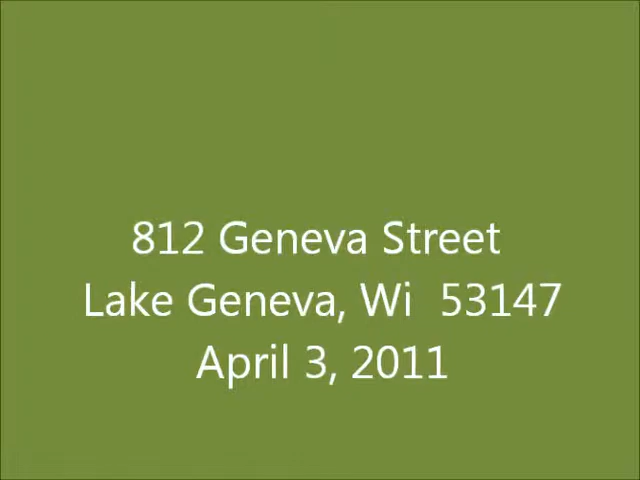 812 Geneva Street
Lake Geneva, Wi  53147
April 3, 2011